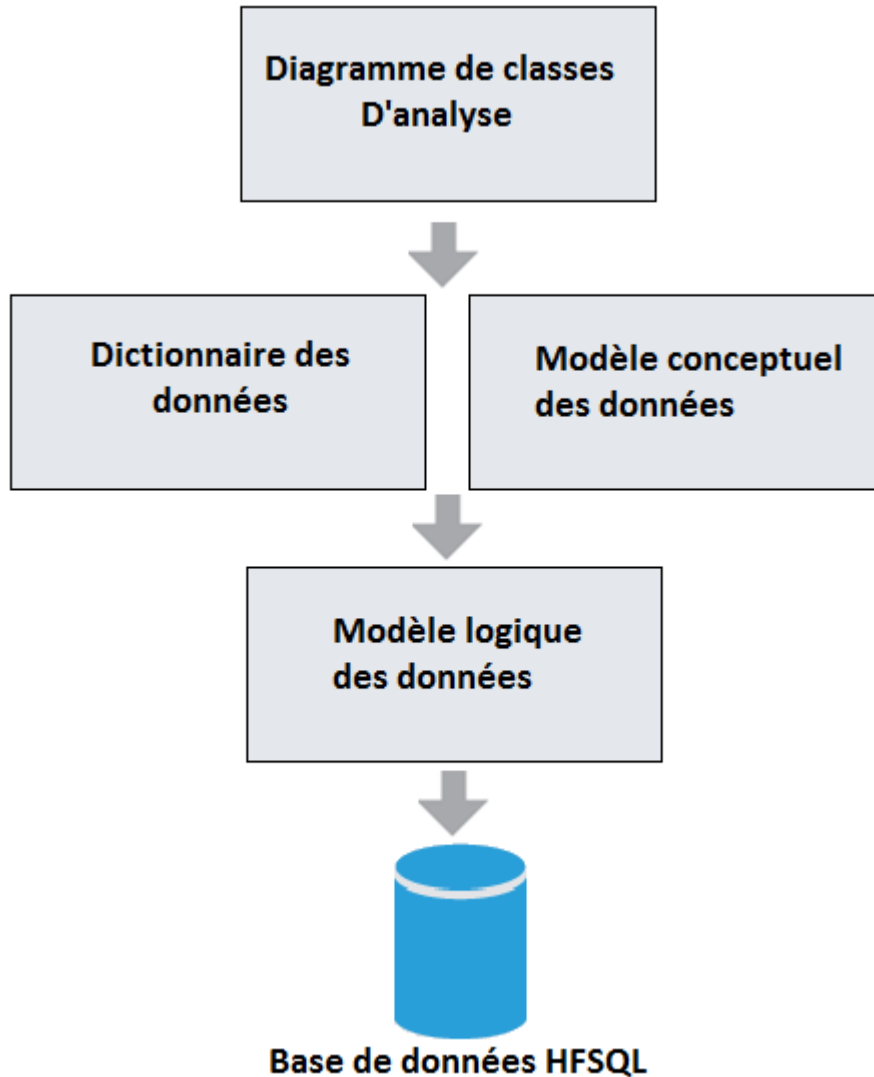 Diagramme de classes
D'analyse
Dictionnaire des
données
Modèle conceptuel
des données
Modèle logique
des données
Base de données HFSQL